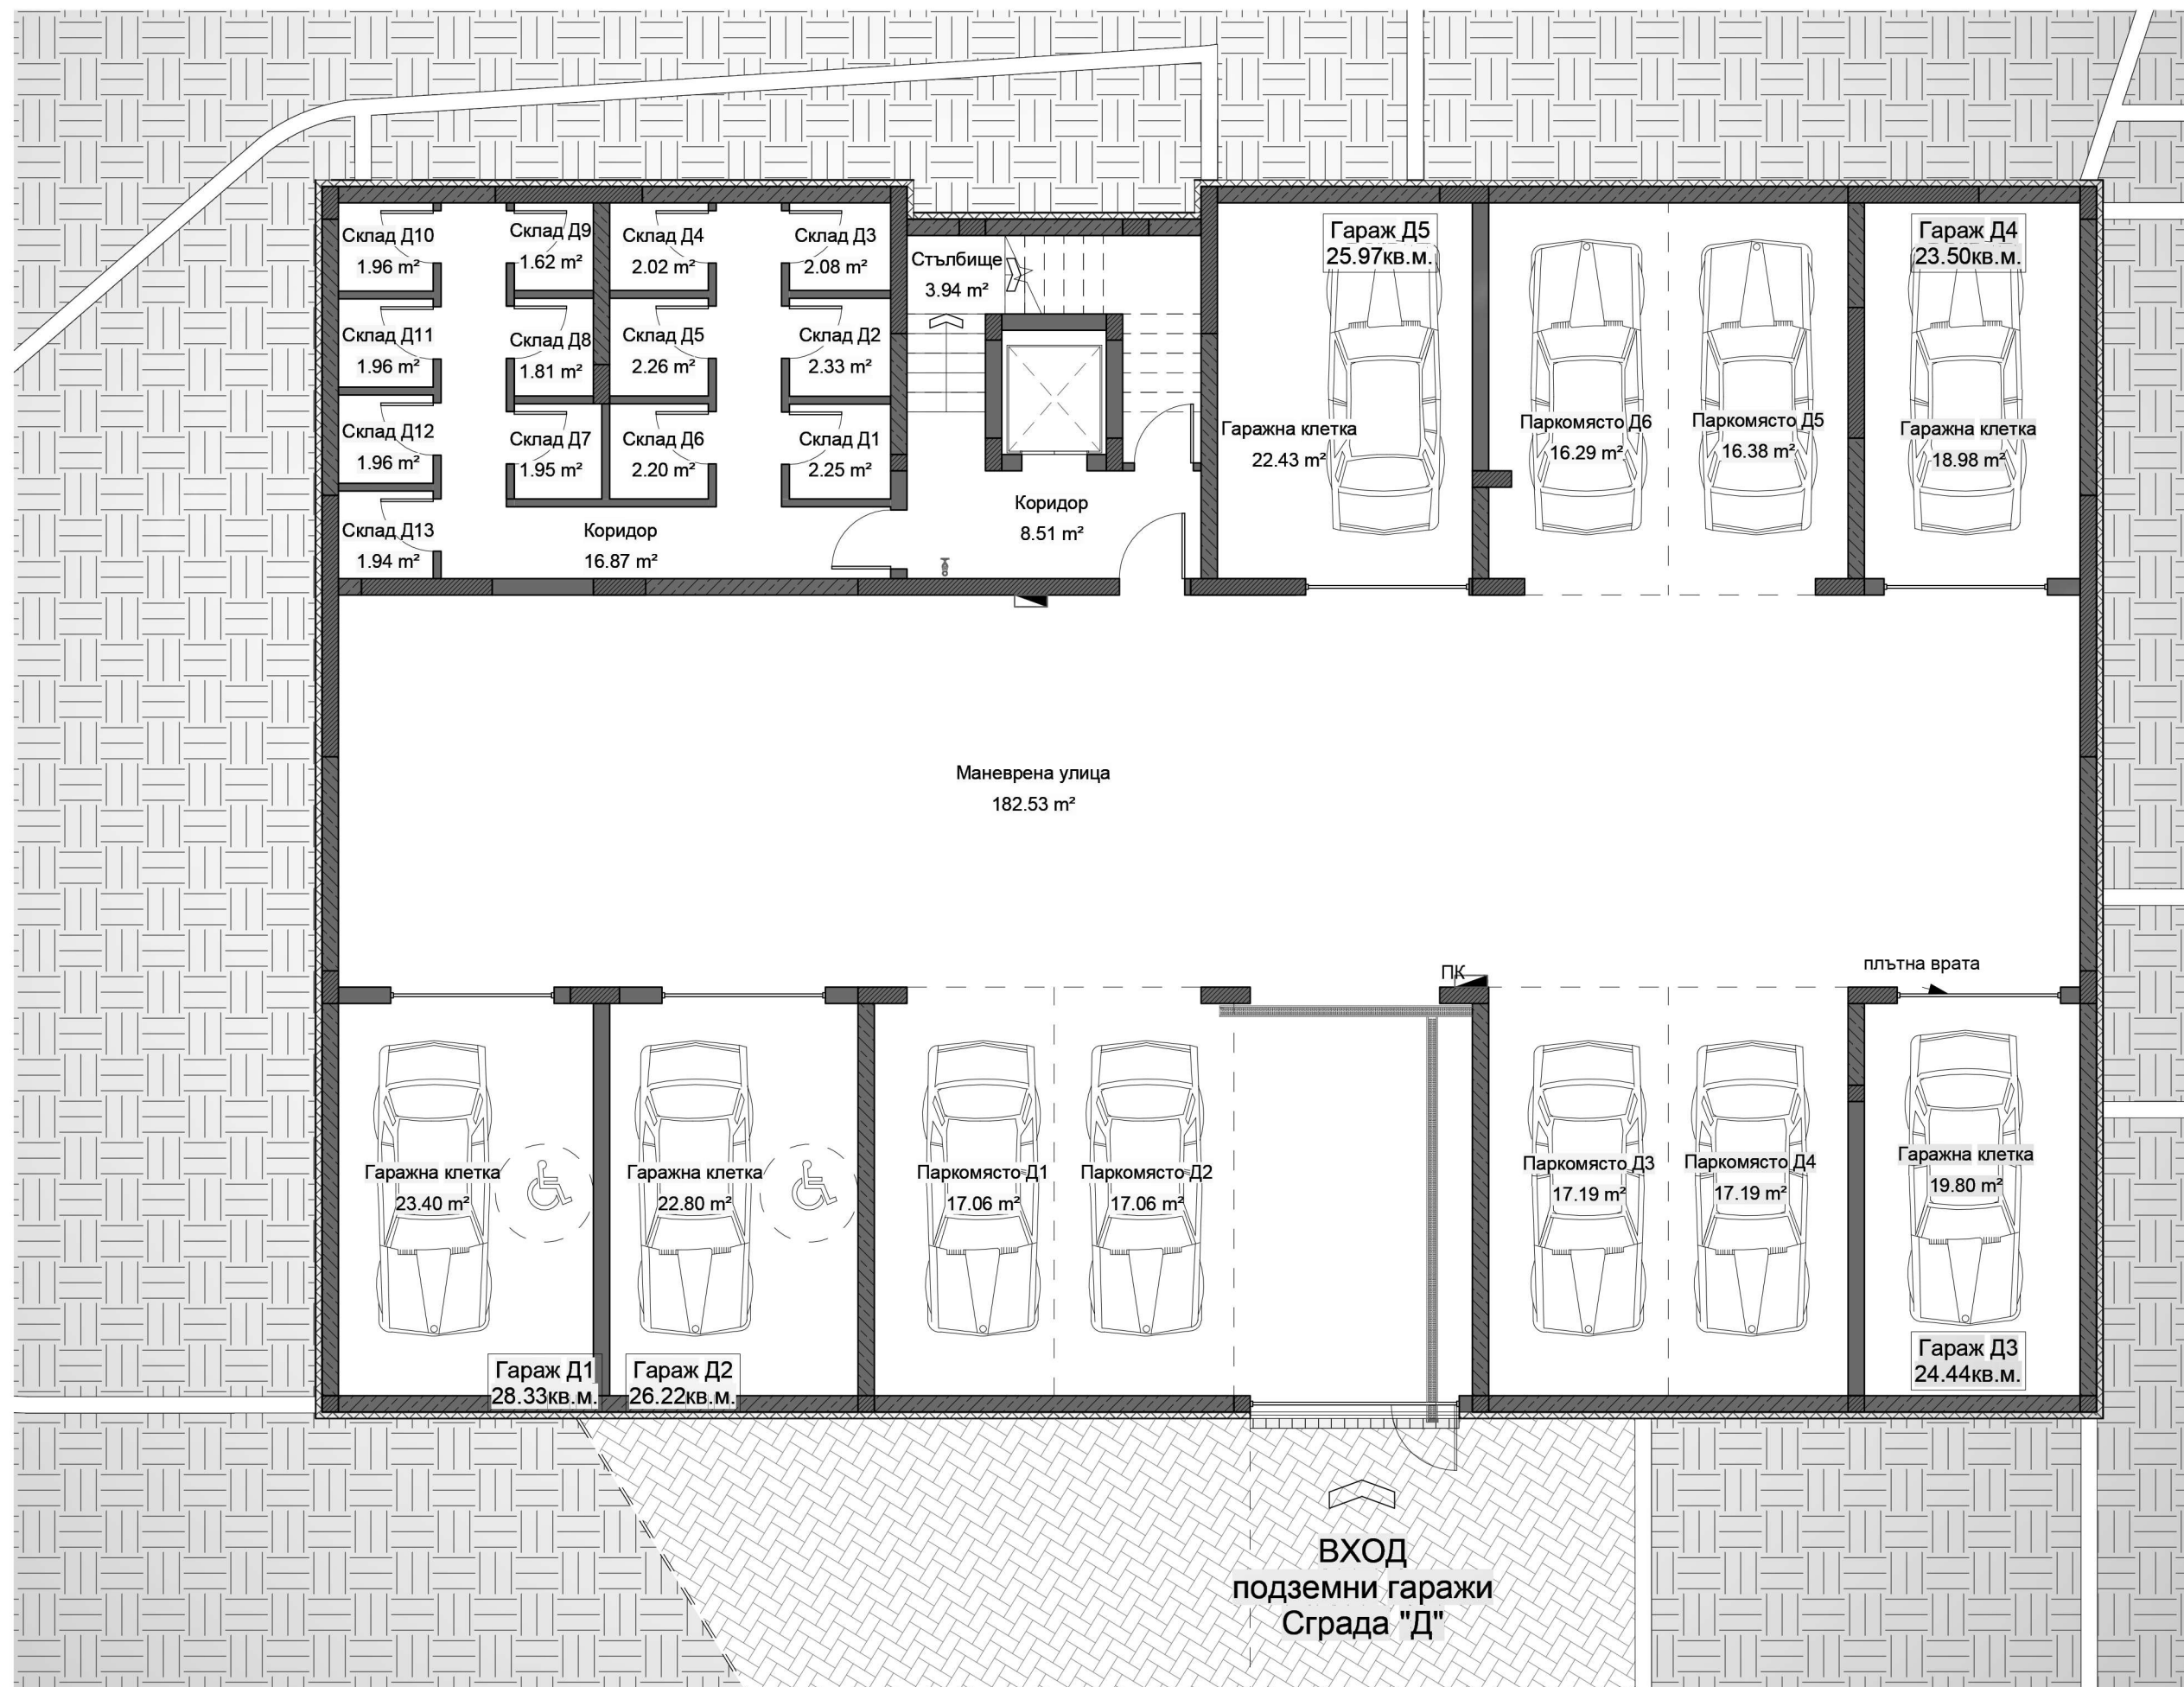 Склад Д10
1.96 m²
Склад Д9
1.62 m²
Склад Д4
2.02 m²
Склад Д3
2.08 m²
Стълбище
3.94 m²
Гараж Д5
25.97кв.м.
Гараж Д4
23.50кв.м.
Склад Д11
1.96 m²
Склад Д8
1.81 m²
Склад Д5
2.26 m²
Склад Д2
2.33 m²
Склад Д12
1.96 m²
Склад Д7
1.95 m²
Склад Д6
2.20 m²
Склад Д1
2.25 m²
Гаражна клетка
22.43 m²
Паркомясто Д6
16.29 m²
Паркомясто Д5
16.38 m²
Гаражна клетка
18.98 m²
Склад Д13
1.94 m²
Коридор
16.87 m²
Коридор
8.51 m²
Маневрена улица
182.53 m²
ПК
плътна врата
Гаражна клетка
23.40 m²
Гаражна клетка
22.80 m²
Паркомясто Д1
17.06 m²
Паркомясто Д2
17.06 m²
Паркомясто Д3
17.19 m²
Паркомясто Д4
17.19 m²
Гаражна клетка
19.80 m²
Гараж Д1
28.33кв.м.
Гараж Д2
26.22кв.м.
Гараж Д3
24.44кв.м.
ВХОД
подземни гаражи
Сграда "Д"